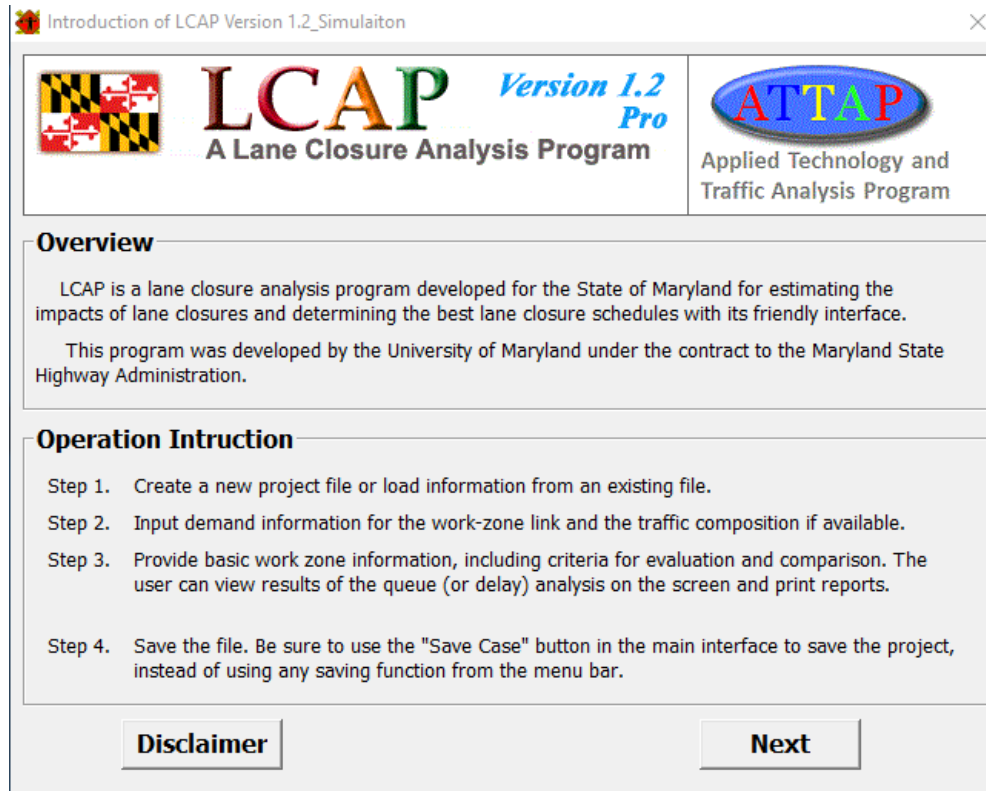 Introduction of LCAP Version 1.2_Simulaiton
LCAP
Version 1.2
Pro
A Lane Closure Analysis Program
ATTAP
Applied Technology and
Traffic Analysis Program
Overview
LCAP is a lane closure analysis program developed for the State of Maryland for estimating the
impacts of lane closures and determining the best lane closure schedules with its friendly interface.
This program was developed by the University of Maryland under the contract to the Maryland State
Highway Administration.
Operation Intruction
Step 1. Create a new project file or load information from an existing file.
Step 2. Input demand information for the work-zone link and the traffic composition if available.
Step 3. Provide basic work zone information, including criteria for evaluation and comparison. The
user can view results of the queue (or delay) analysis on the screen and print reports.
Step 4. Save the file. Be sure to use the "Save Case" button in the main interface to save the project,
instead of using any saving function from the menu bar.
Disclaimer
Next